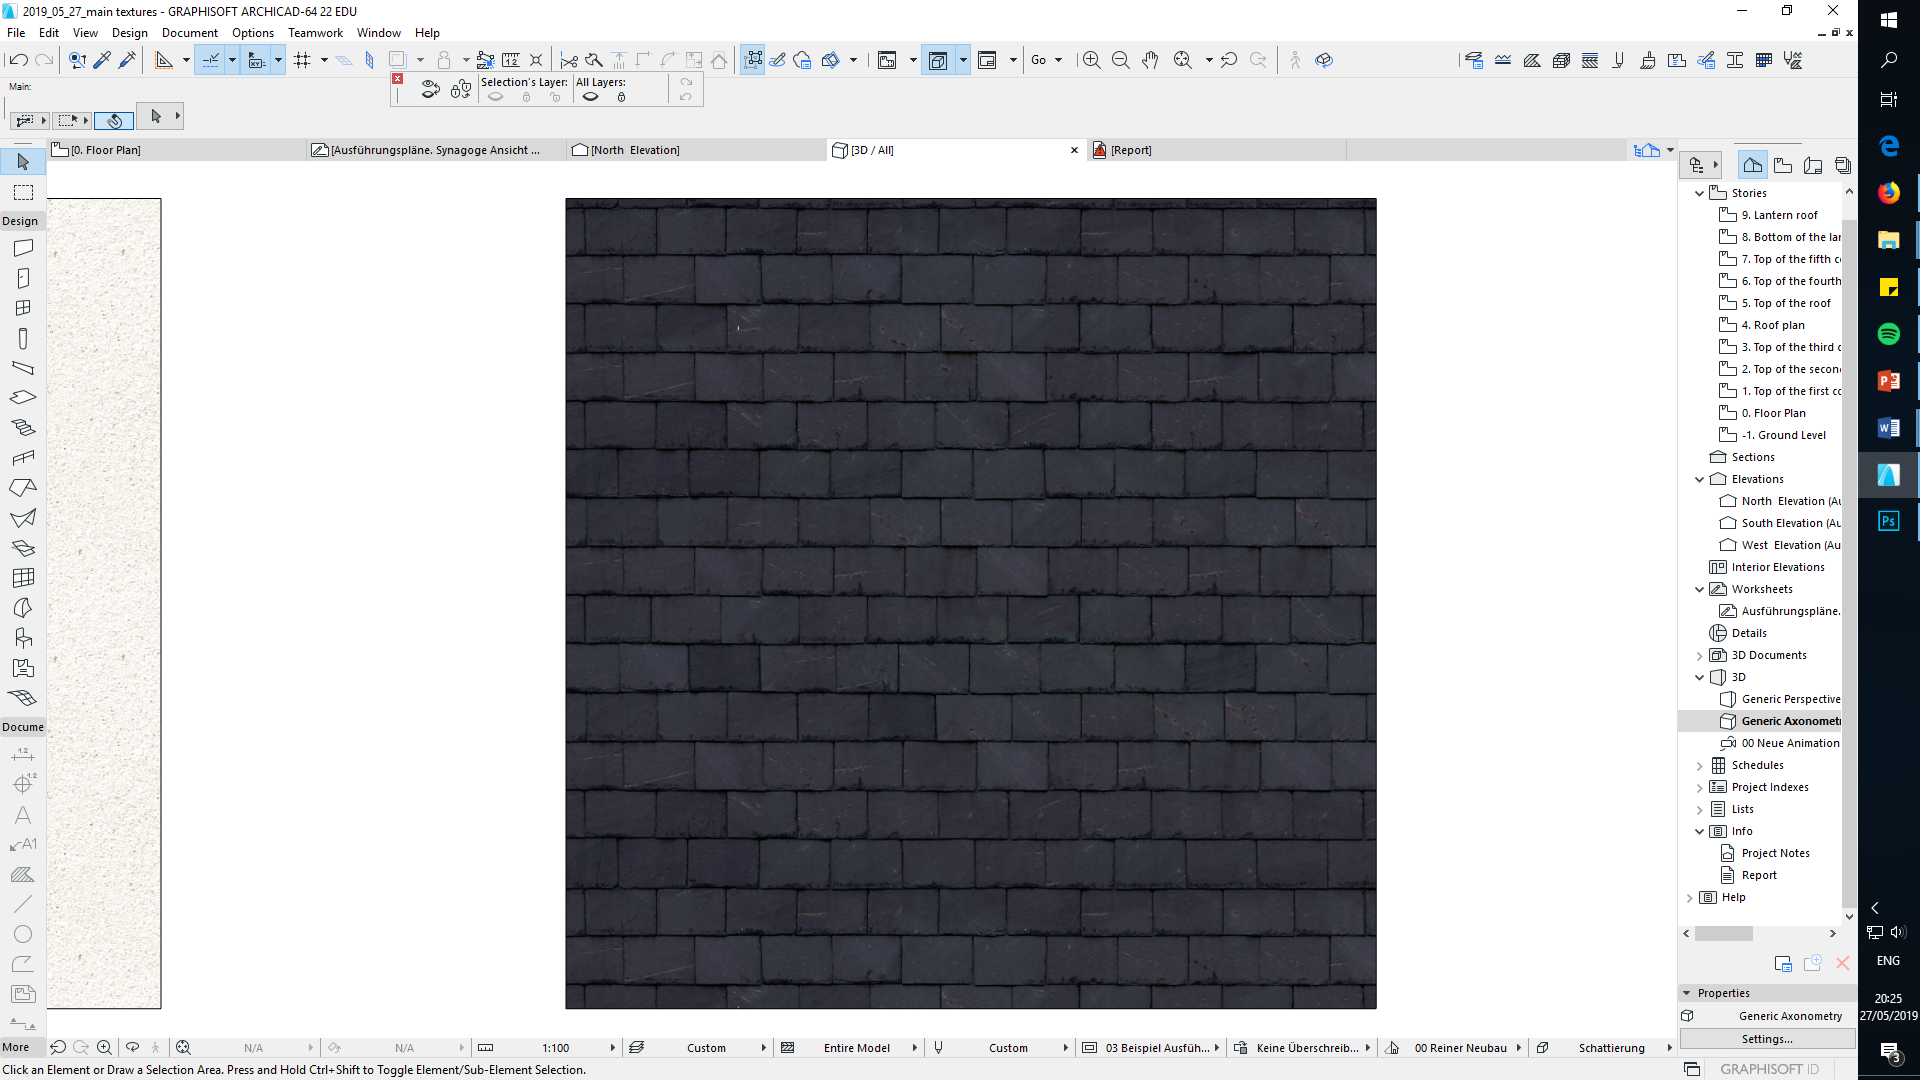 2019_05_27_main textures - GRAPHISOFT ARCHICAD-64 22 EDU
File Edit View Design Document Options Teamwork Window Help
Go
Main:
Selection's Layer: All Layers:
[0. Floor Plan] [Ausführungspläne. Synagoge Ansicht ... [North Elevation] [3D / All] [Report]
Design
Docume
1.2
1.2
A
A1
More
Stories
9. Lantern roof
8. Bottom of the lar
7. Top of the fifth c
6. Top of the fourth
5. Top of the roof
4. Roof plan
3. Top of the third c
2. Top of the secon
1. Top of the first cc
0. Floor Plan
-1. Ground Level
Sections
Elevations
North Elevation (Au
South Elevation (Au
West Elevation (Au
Interior Elevations
Worksheets
Ausführungspläne.
Details
3D Documents
3D
Generic Perspective
Generic Axonometr
00 Neue Animation
Schedules
Project Indexes
Lists
Info
Project Notes
Report
Help
Properties
Generic Axonometry
Settings...
N/A N/A 1:100 Custom Entire Model Custom 03 Beispiel Ausfüh... Keine Überschreib... 00 Reiner Neubau Schattierung
Click an Element or Draw a Selection Area. Press and Hold Ctrl+Shift to Toggle Element/Sub-Element Selection.
GRAPHISOFT ID
Ps
ENG
20:25
27/05/2019
3